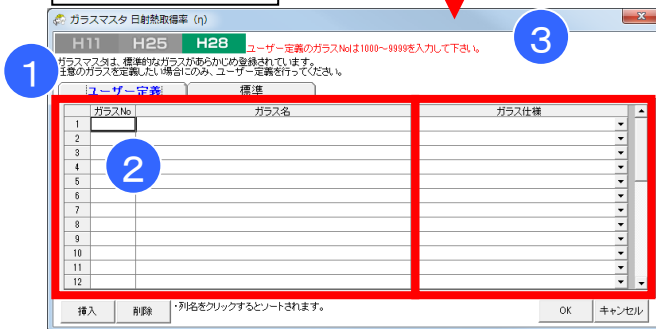 ガラスマスタ 日射熱取得率 (η)
H11 H25 H28 ユーザー定義のガラスNoは1000～9999を入力して下さい。
3
1
ガラスマスタは、標準的なガラスがあらかじめ登録されています。
任意のガラスを定義したい場合にのみ、ユーザー定義を行ってください。
ユーザー定義 標準
ガラスNo ガラス名 ガラス仕様
1
2
3
4
2
5
6
7
8
9
10
11
12
挿入 削除 ・列名をクリックするとソートされます。 OK キャンセル